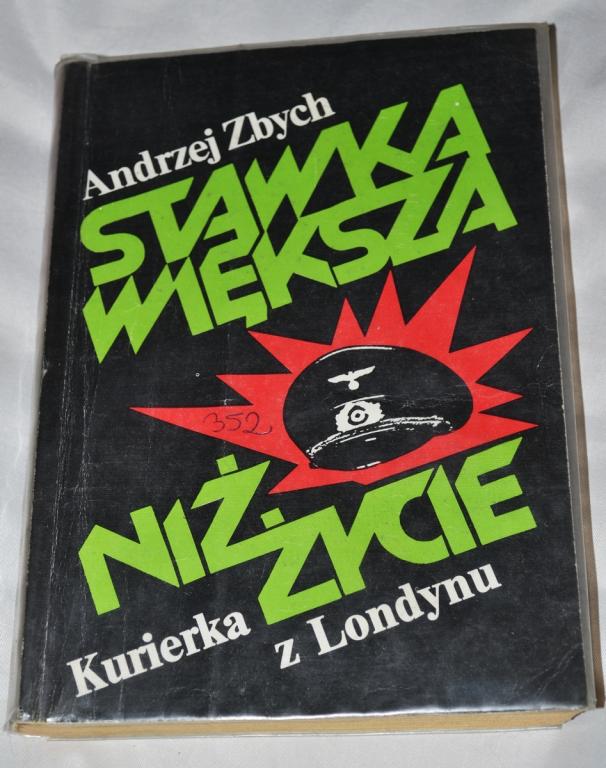 Andrzej Zbych
STAWKA
WIĘKSZA
352
NIŻ ŻYCIE
Kurierka
z Londynu